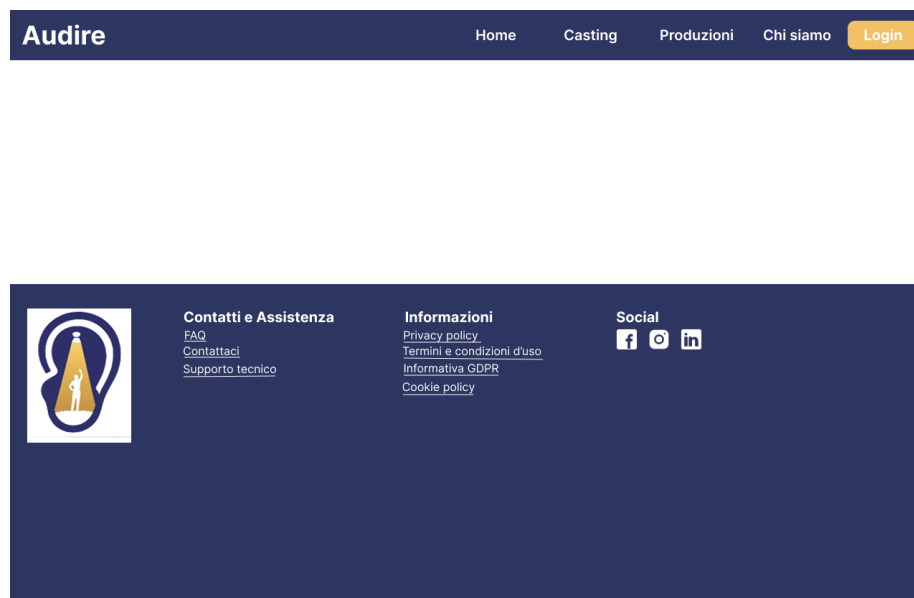 Audire
Home Casting Produzioni Chi siamo Login
Contatti e Assistenza
FAQ
Contattaci
Supporto tecnico
Informazioni
Privacy policy
Termini e condizioni d'uso
Informativa GDPR
Cookie policy
Social